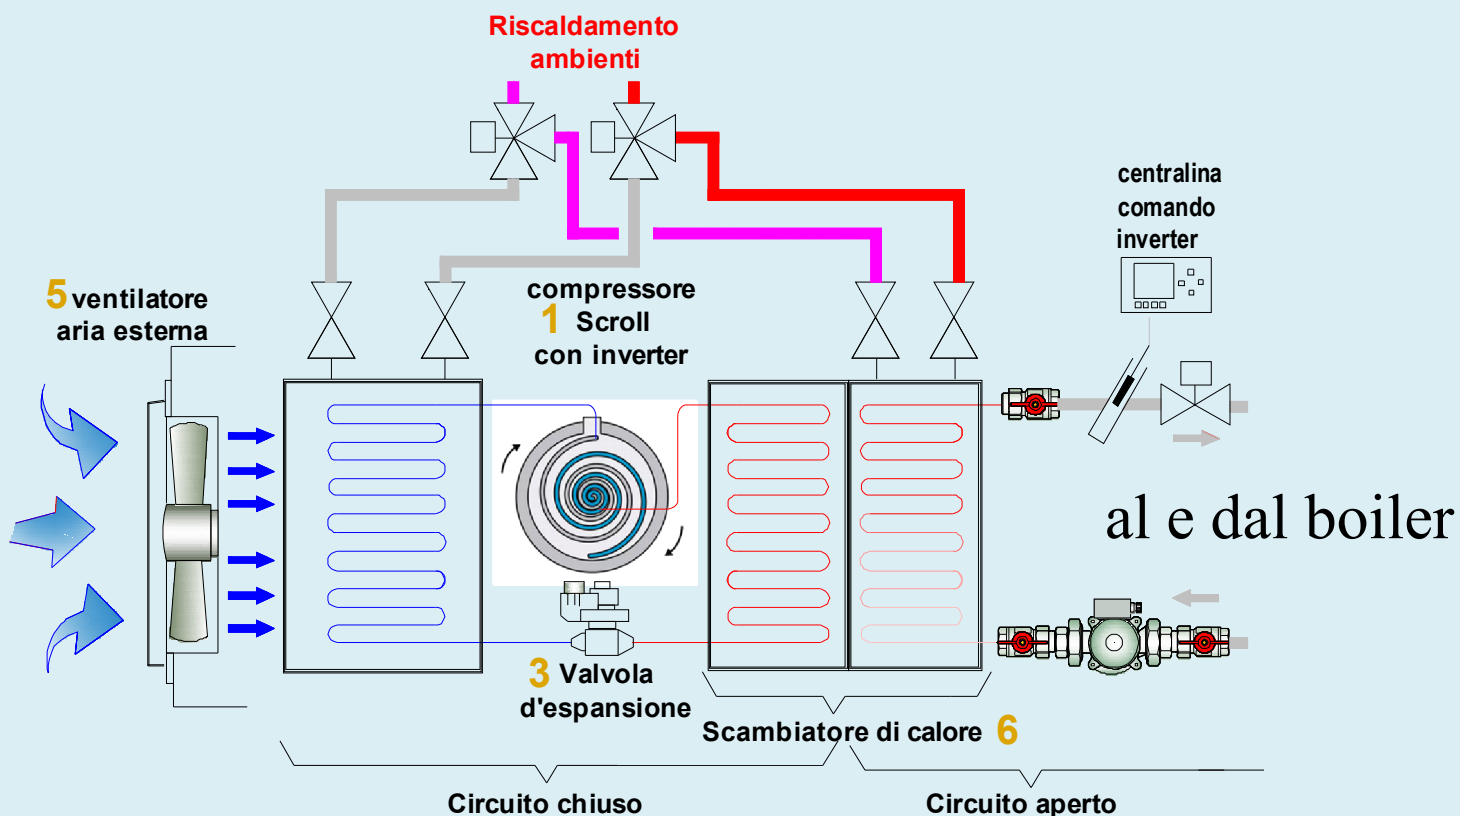 Riscaldamento
ambienti
centralina
comando
inverter
5 ventilatore
aria esterna
compressore
1 Scroll
con inverter
al e dal boiler
3 Valvola
d'espansione
Scambiatore di calore 6
Circuito chiuso
Circuito aperto